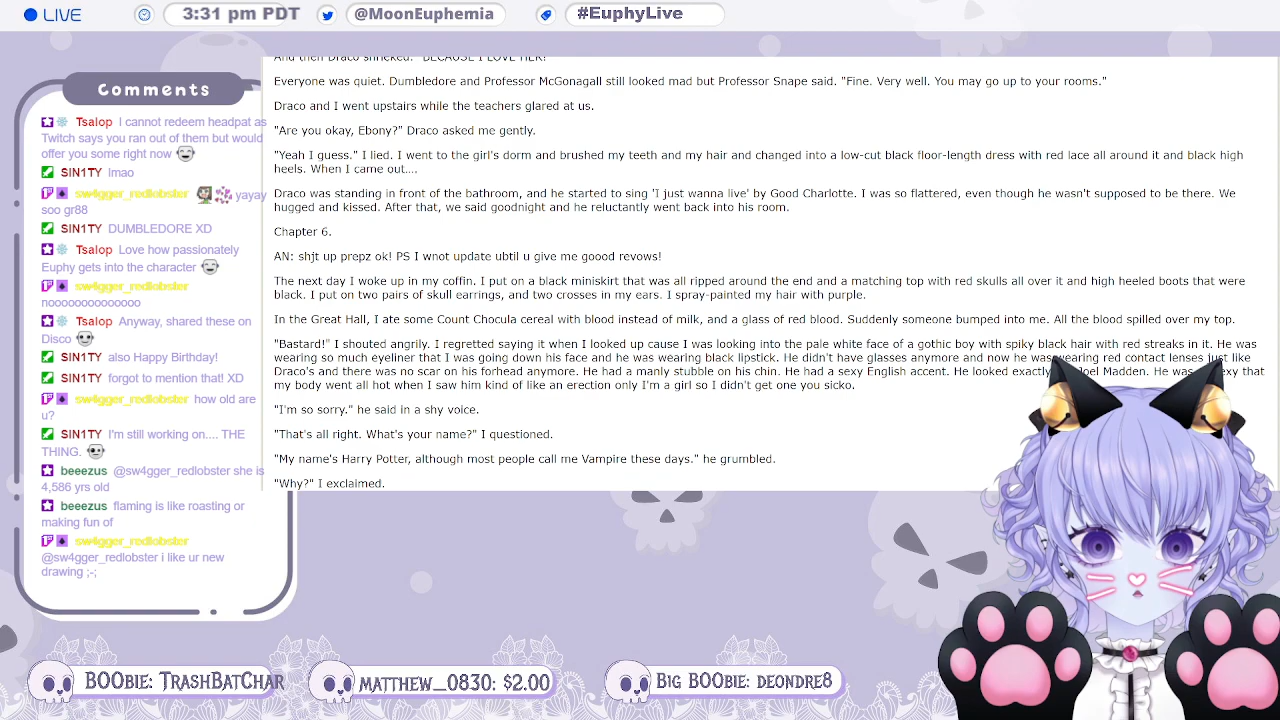 LIVE
3:31 pm PDT
@MoonEuphemia
#EuphyLive
Comments
Tsalop I cannot redeem headpat as
Twitch says you ran out of them but would
offer you some right now
SIN1TY lmao
sw4gger_redlobster yayay
soo gr88
SIN1TY DUMBLEDORE XD
Tsalop Love how passionately
Euphy gets into the character
sw4gger_redlobster
noooooooooooooo
Tsalop Anyway, shared these on
Disco
SIN1TY also Happy Birthday!
SIN1TY forgot to mention that! XD
sw4gger_redlobster how old are
u?
SIN1TY I'm still working on.... THE
THING.
beeezus @sw4gger_redlobster she is
4,586 yrs old
beeezus flaming is like roasting or
making fun of
sw4gger_redlobster
@sw4gger_redlobster i like ur new
drawing ;-;
And then Draco shrieked. "BECAUSE I LOVE HER!
Everyone was quiet. Dumbledore and Professor McGonagall still looked mad but Professor Snape said. "Fine. Very well. You may go up to your rooms."
Draco and I went upstairs while the teachers glared at us.
"Are you okay, Ebony?" Draco asked me gently.
"Yeah I guess." I lied. I went to the girl's dorm and brushed my teeth and my hair and changed into a low-cut black floor-length dress with red lace all around it and black high
heels. When I came out....
Draco was standing in front of the bathroom, and he started to sing 'I just wanna live' by Good Charlotte. I was so flattered, even though he wasn't supposed to be there. We
hugged and kissed. After that, we said goodnight and he reluctantly went back into his room.
Chapter 6.
AN: shjt up prepz ok! PS I wnot update ubtil u give me goood revows!
The next day I woke up in my coffin. I put on a black miniskirt that was all ripped around the end and a matching top with red skulls all over it and high heeled boots that were
black. I put on two pairs of skull earrings, and two crosses in my ears. I spray-painted my hair with purple.
In the Great Hall, I ate some Count Chocula cereal with blood instead of milk, and a glass of red blood. Suddenly someone bumped into me. All the blood spilled over my top.
"Bastard!" I shouted angrily. I regretted saying it when I looked up cause I was looking into the pale white face of a gothic boy with spiky black hair with red streaks in it. He was
wearing so much eyeliner that I was going down his face and he was wearing black lipstick. He didn't have glasses anymore and now he was wearing red contact lenses just like
Draco's and there was no scar on his forhead anymore. He had a manly stubble on his chin. He had a sexy English accent. He looked exactly Joel Madden. He was so sexy that
my body went all hot when I saw him kind of like an erection only I'm a girl so I didn't get one you sicko.
"I'm so sorry." he said in a shy voice.
"That's all right. What's your name?" I questioned.
"My name's Harry Potter, although most people call me Vampire these days." he grumbled.
"Why?" I exclaimed.
BOObie: TrashBatChar
matthew_0830: $2.00
Big BOObie: deondre8